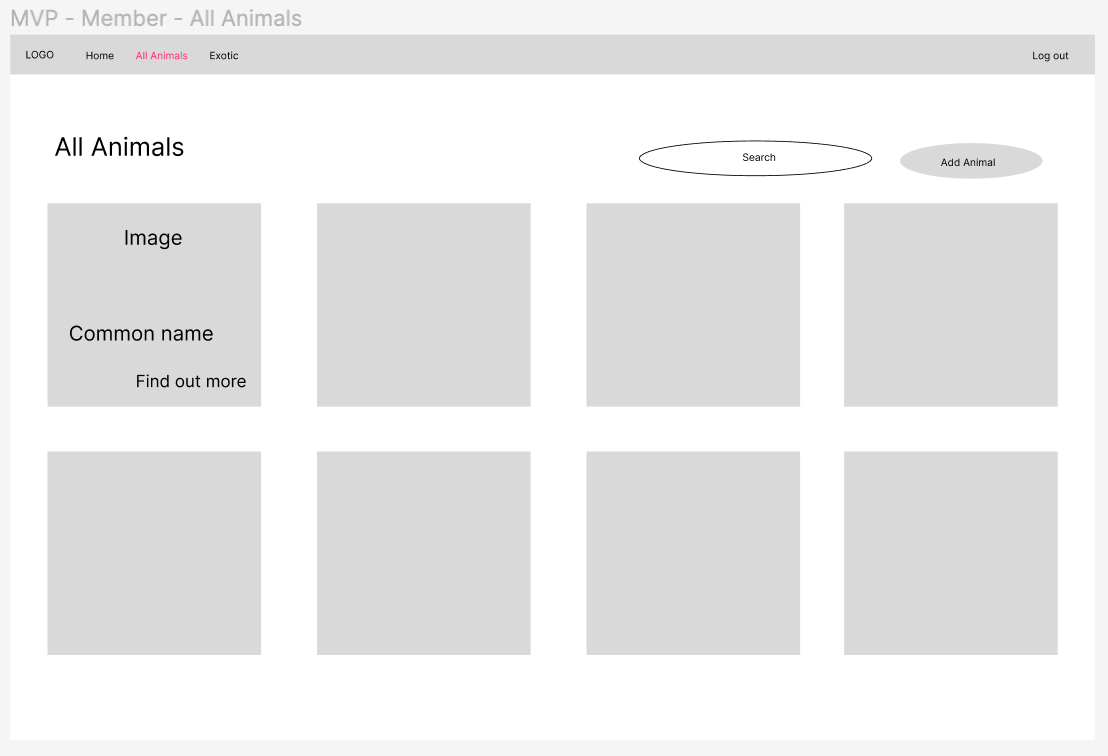 MVP - Member - All Animals
LOGO Home All Animals Exotic Log out
All Animals
Search
Add Animal
Image
Common name
Find out more